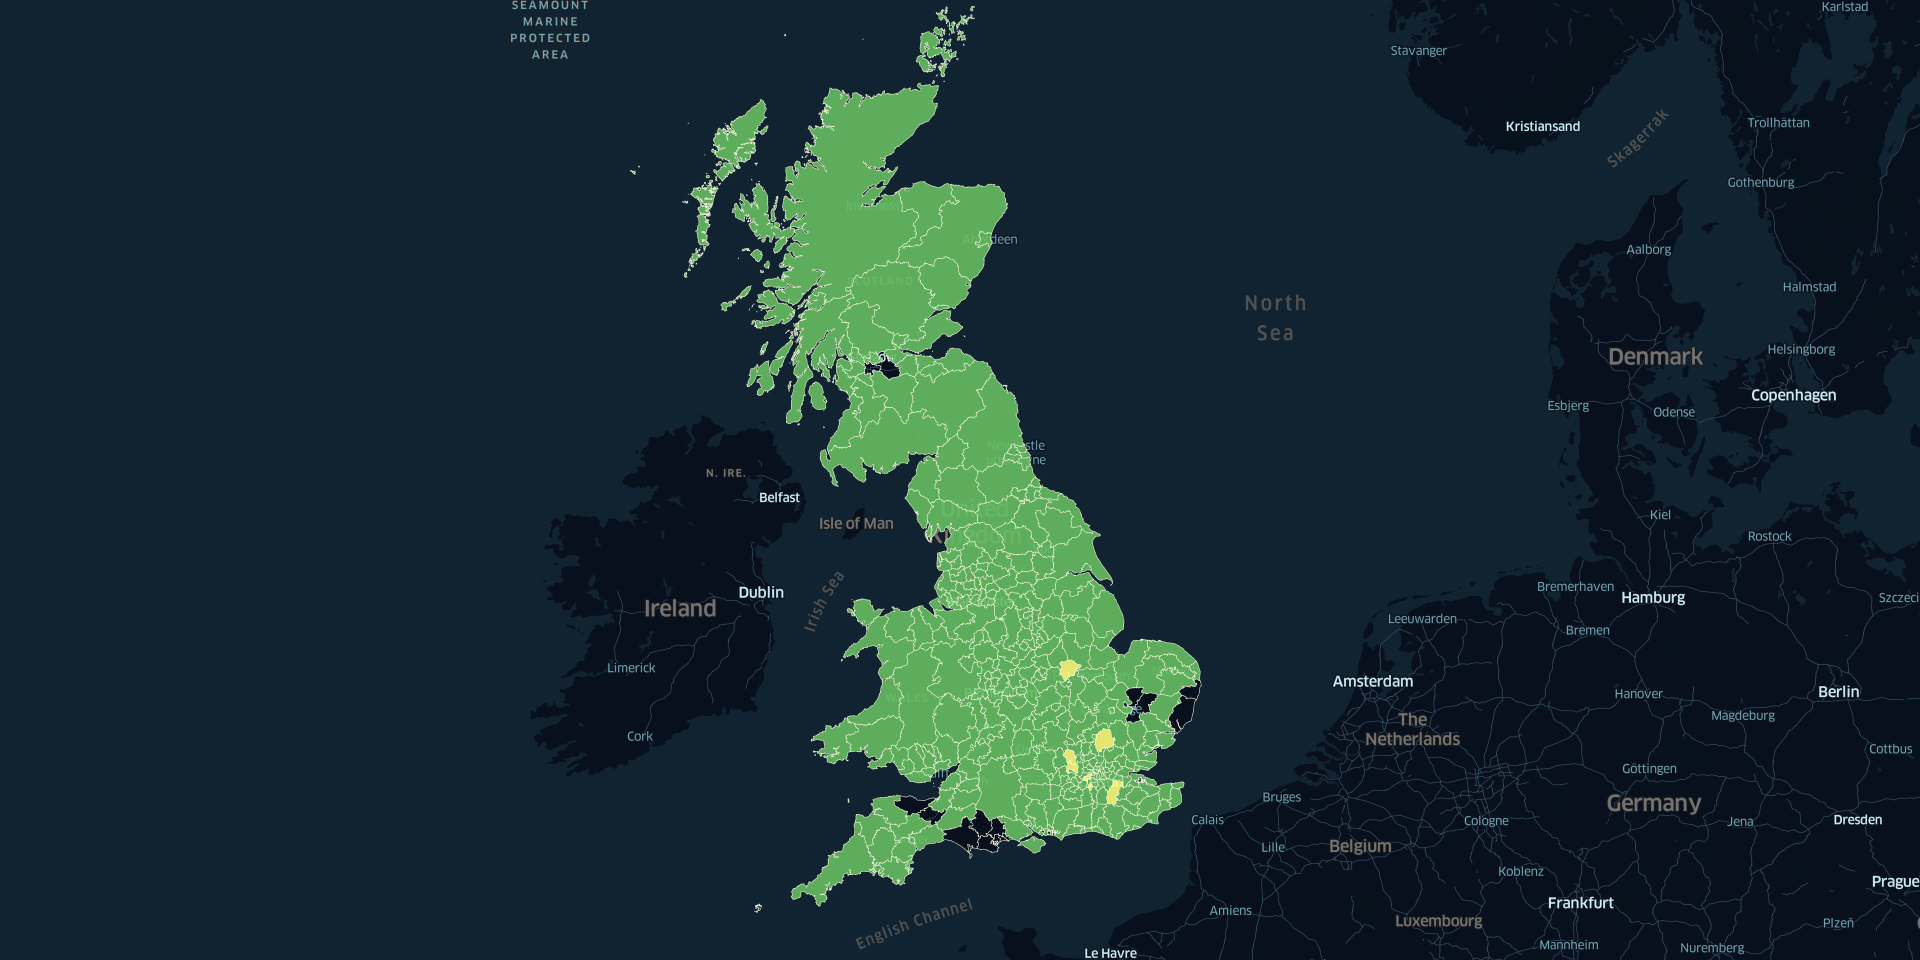 SEAMOUNT
MARINE
PROTECTED
AREA
Karlstad
Stavanger
Kristiansand
Skagerrak
Trollhättan
Gothenburg
Aalborg
Halmstad
North
Sea
Denmark
Helsingborg
Copenhagen
Esbjerg
Odense
N. IRE.
Belfast
Isle of Man
United
Kingdom
Kiel
Rostock
Irish Sea
Dublin
Ireland
Bremerhaven
Hamburg
Leeuwarden
Bremen
Limerick
Amsterdam
Hanover
Berlin
The
Netherlands
Magdeburg
Cork
Cottbus
Göttingen
Bruges
Germany
Calais
Cologne
Jena
Dresden
Lille
Belgium
Koblenz
Prague
Frankfurt
English Channel
Amiens
Luxembourg
Plzeň
Le Havre
Mannheim
Nuremberg